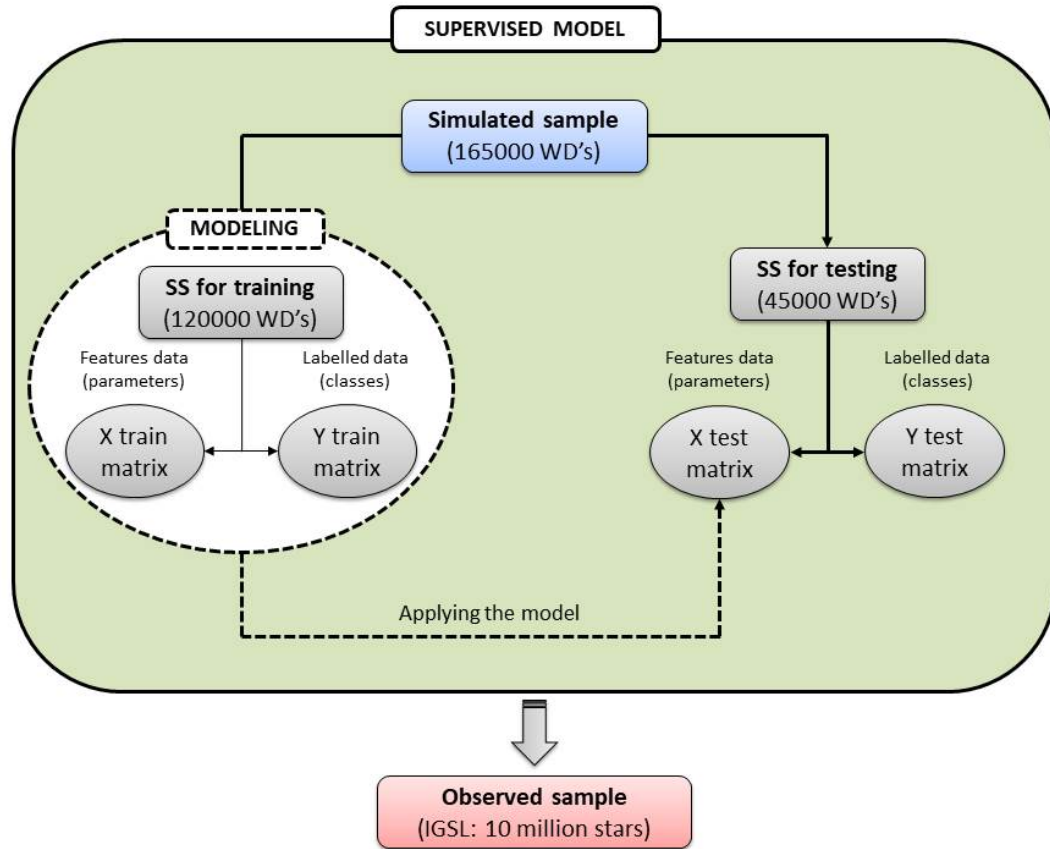 SUPERVISED MODEL
Simulated sample
(165000 WD's)
MODELING
SS for training
(120000 WD's)
Features data
(parameters)
Labelled data
(classes)
X train
matrix
Y train
matrix
SS for testing
(45000 WD's)
Features data
(parameters)
Labelled data
(classes)
X test
matrix
Y test
matrix
Applying the model
Observed sample
(IGSL: 10 million stars)